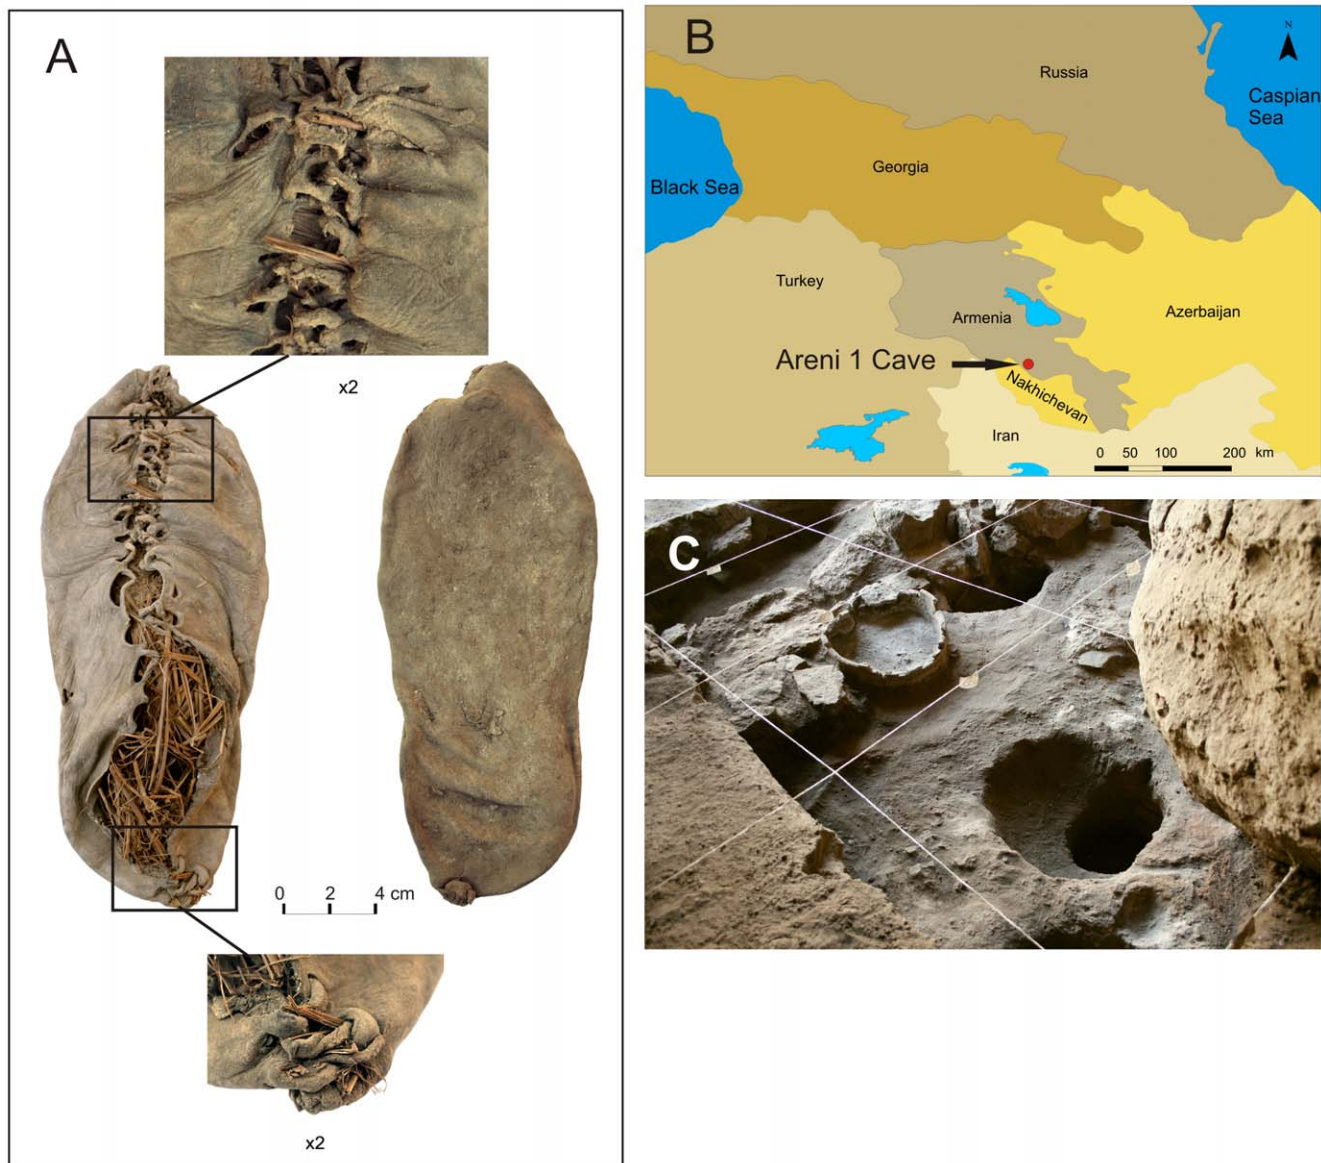 A
x2
0 2 4 cm
x2
B
N
Russia
Caspian
Sea
Georgia
Black Sea
Turkey
Armenia
Azerbaijan
Areni 1 Cave
Nakhichevan
Iran
0 50 100 200 km
C